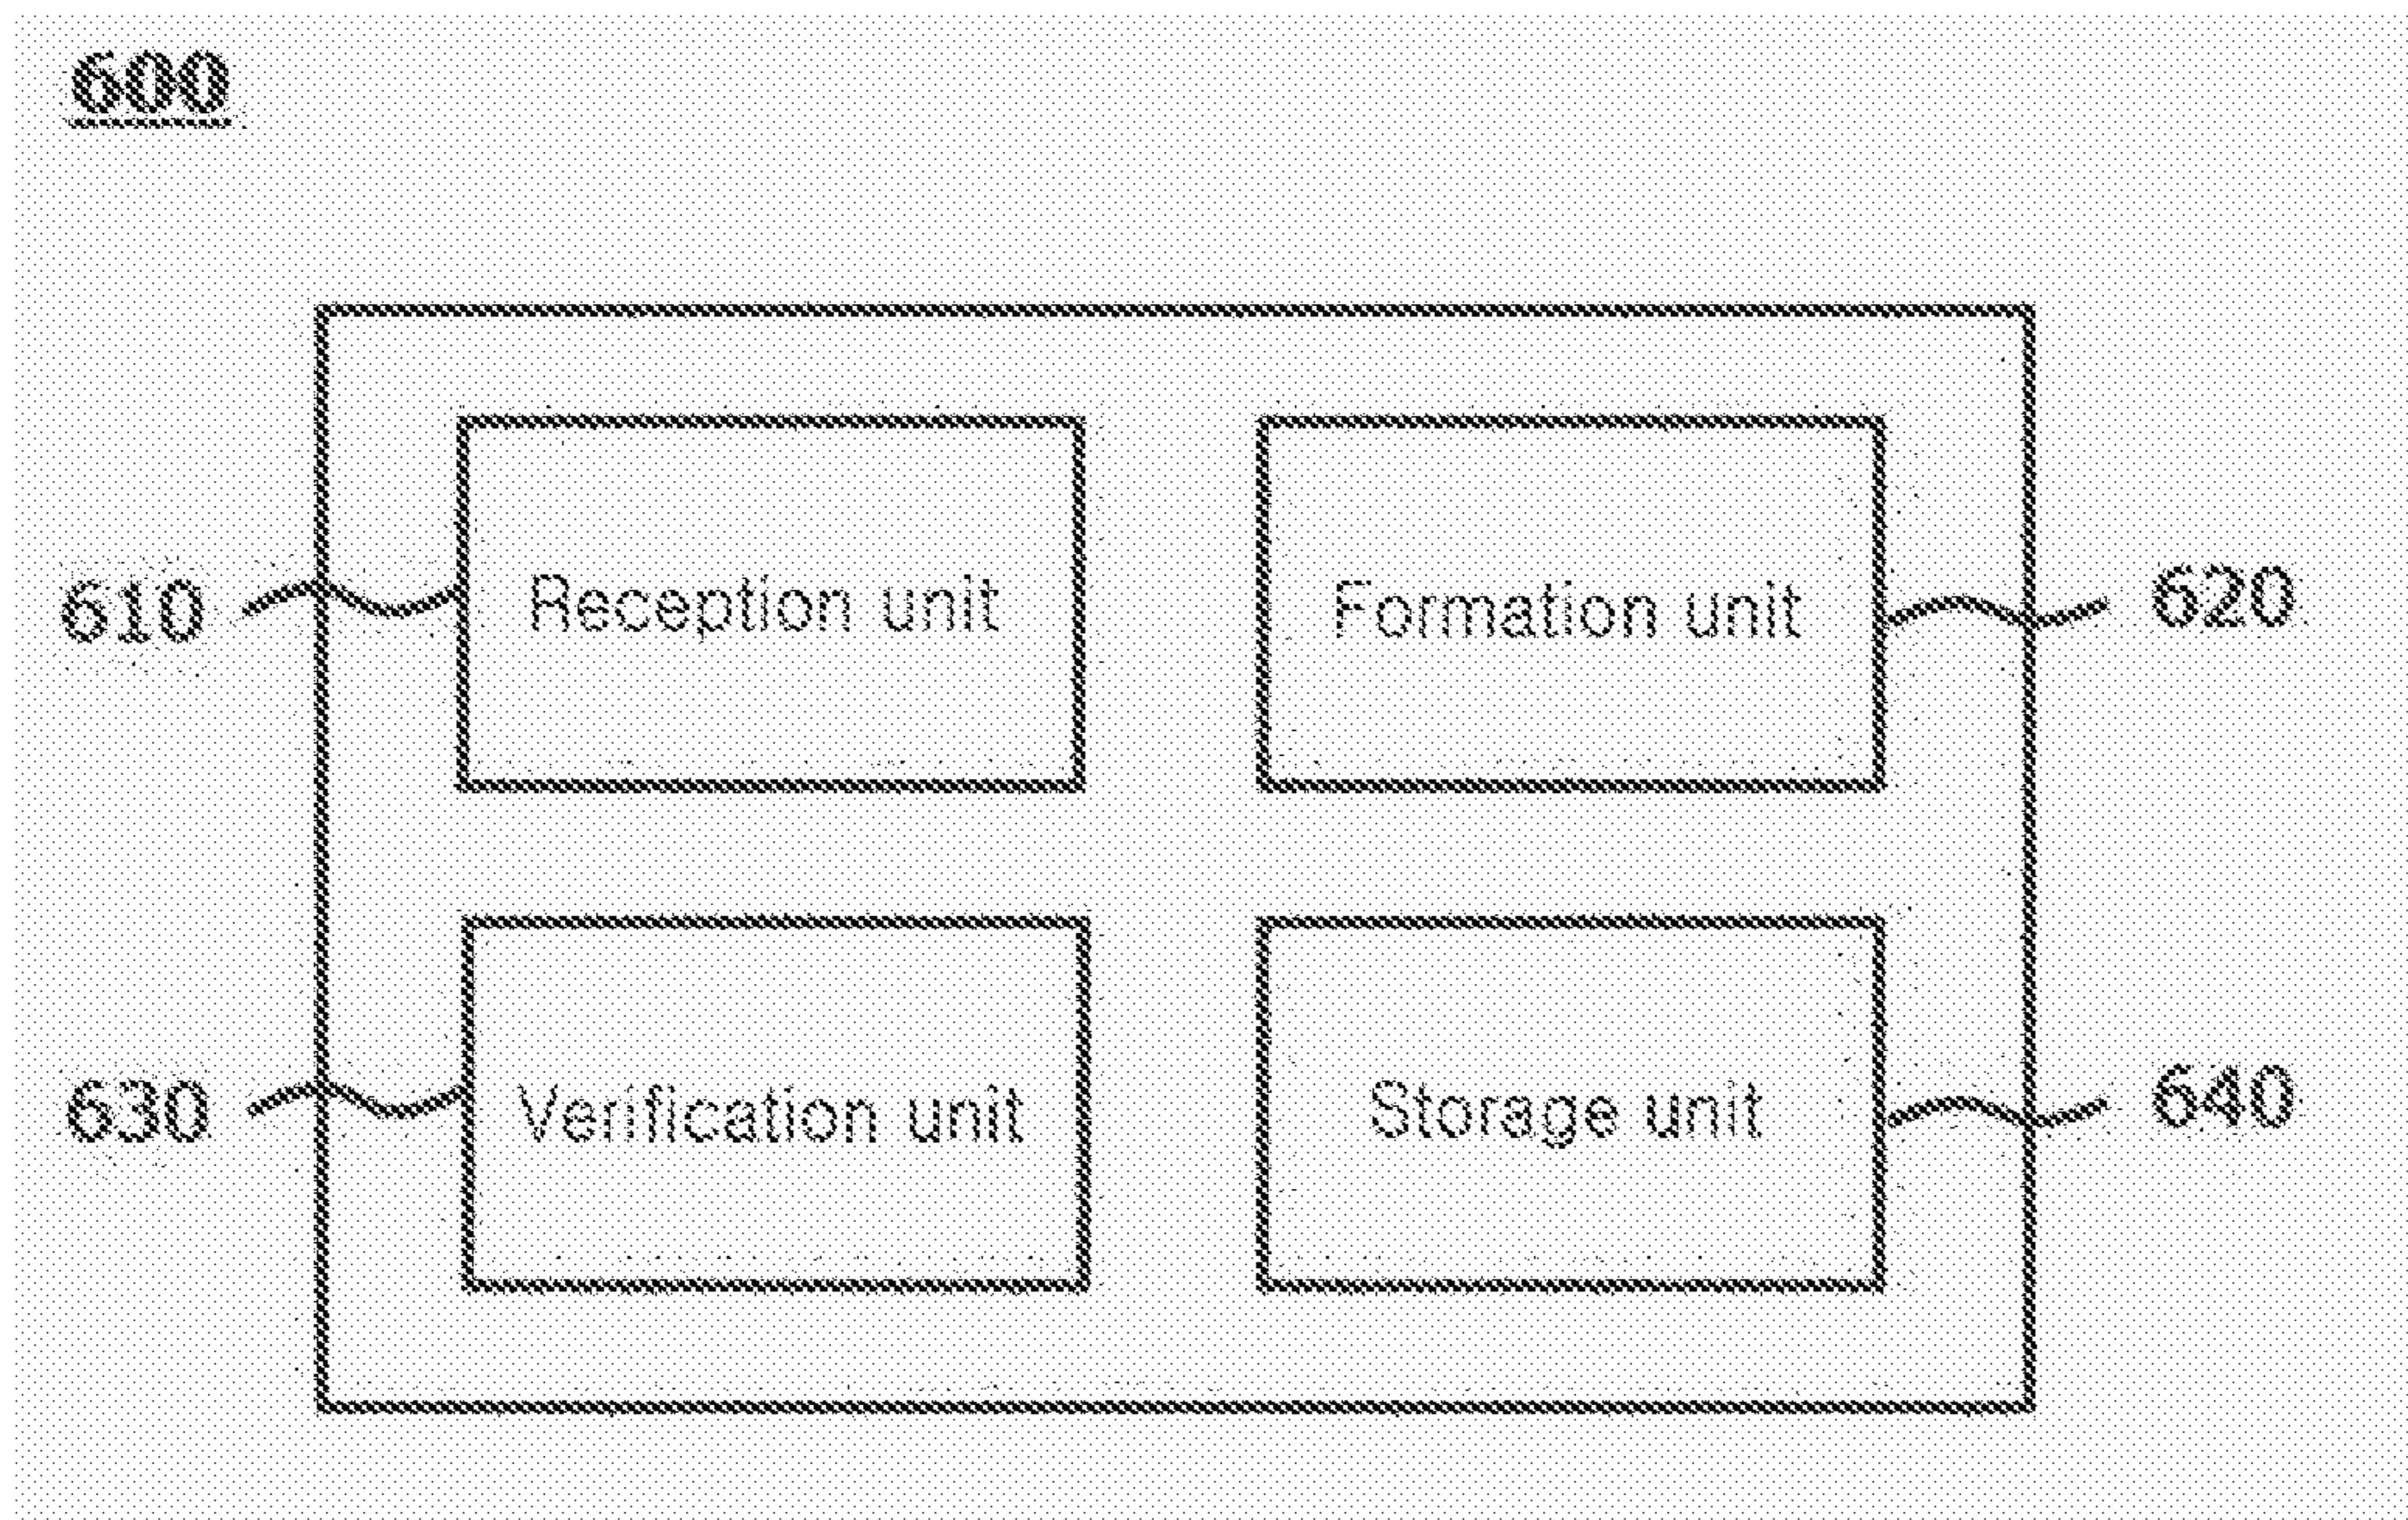 600
610 Reception unit Formation unit 620
630 Verification unit Storage unit 640